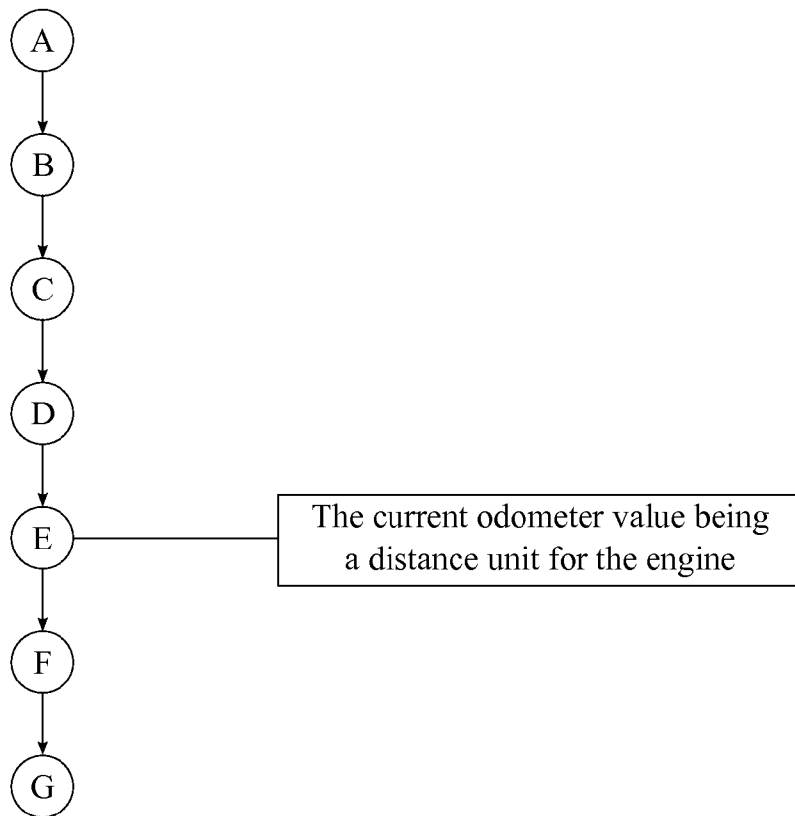 A
B
C
D
E
The current odometer value being
a distance unit for the engine
F
G